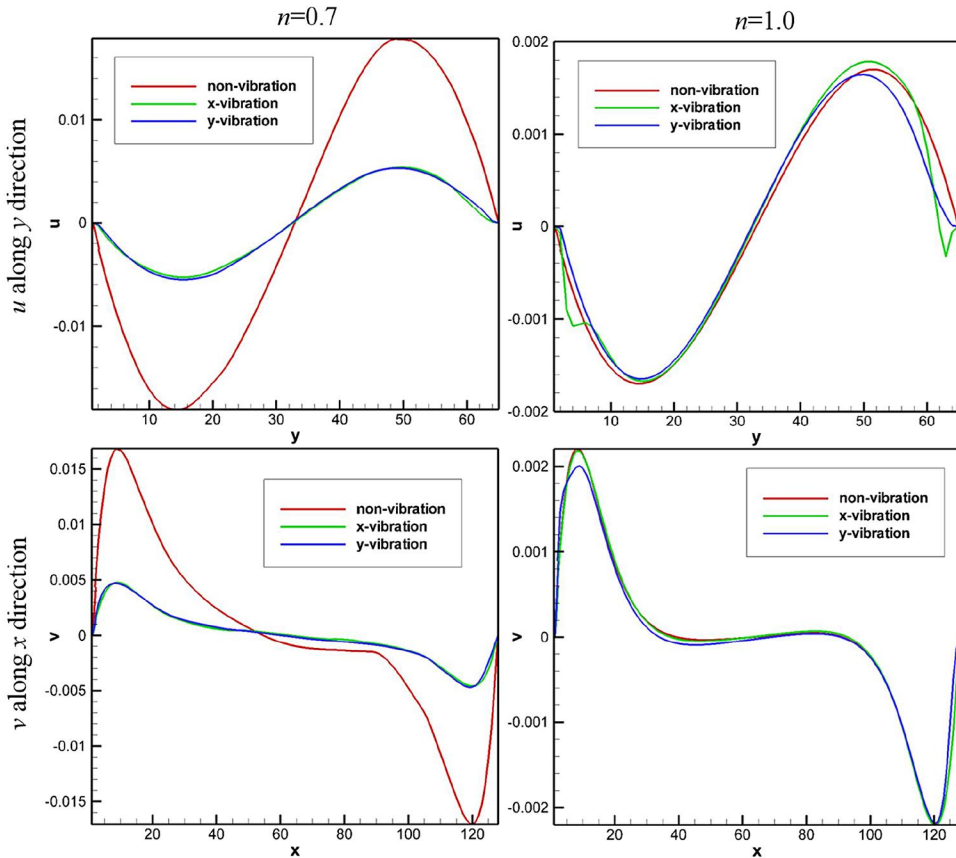 n=0.7
n=1.0
u along y direction
non-vibration
x-vibration
y-vibration
0.01
0
-0.01
u
10 20 30 40 50 60
y
non-vibration
x-vibration
y-vibration
0.002
0.001
0
-0.001
-0.002
u
10 20 30 40 50 60
y
v along x direction
non-vibration
x-vibration
y-vibration
0.015
0.01
0.005
0
-0.005
-0.01
-0.015
v
20 40 60 80 100 120
x
non-vibration
x-vibration
y-vibration
0.002
0.001
0
-0.001
-0.002
v
20 40 60 80 100 120
x